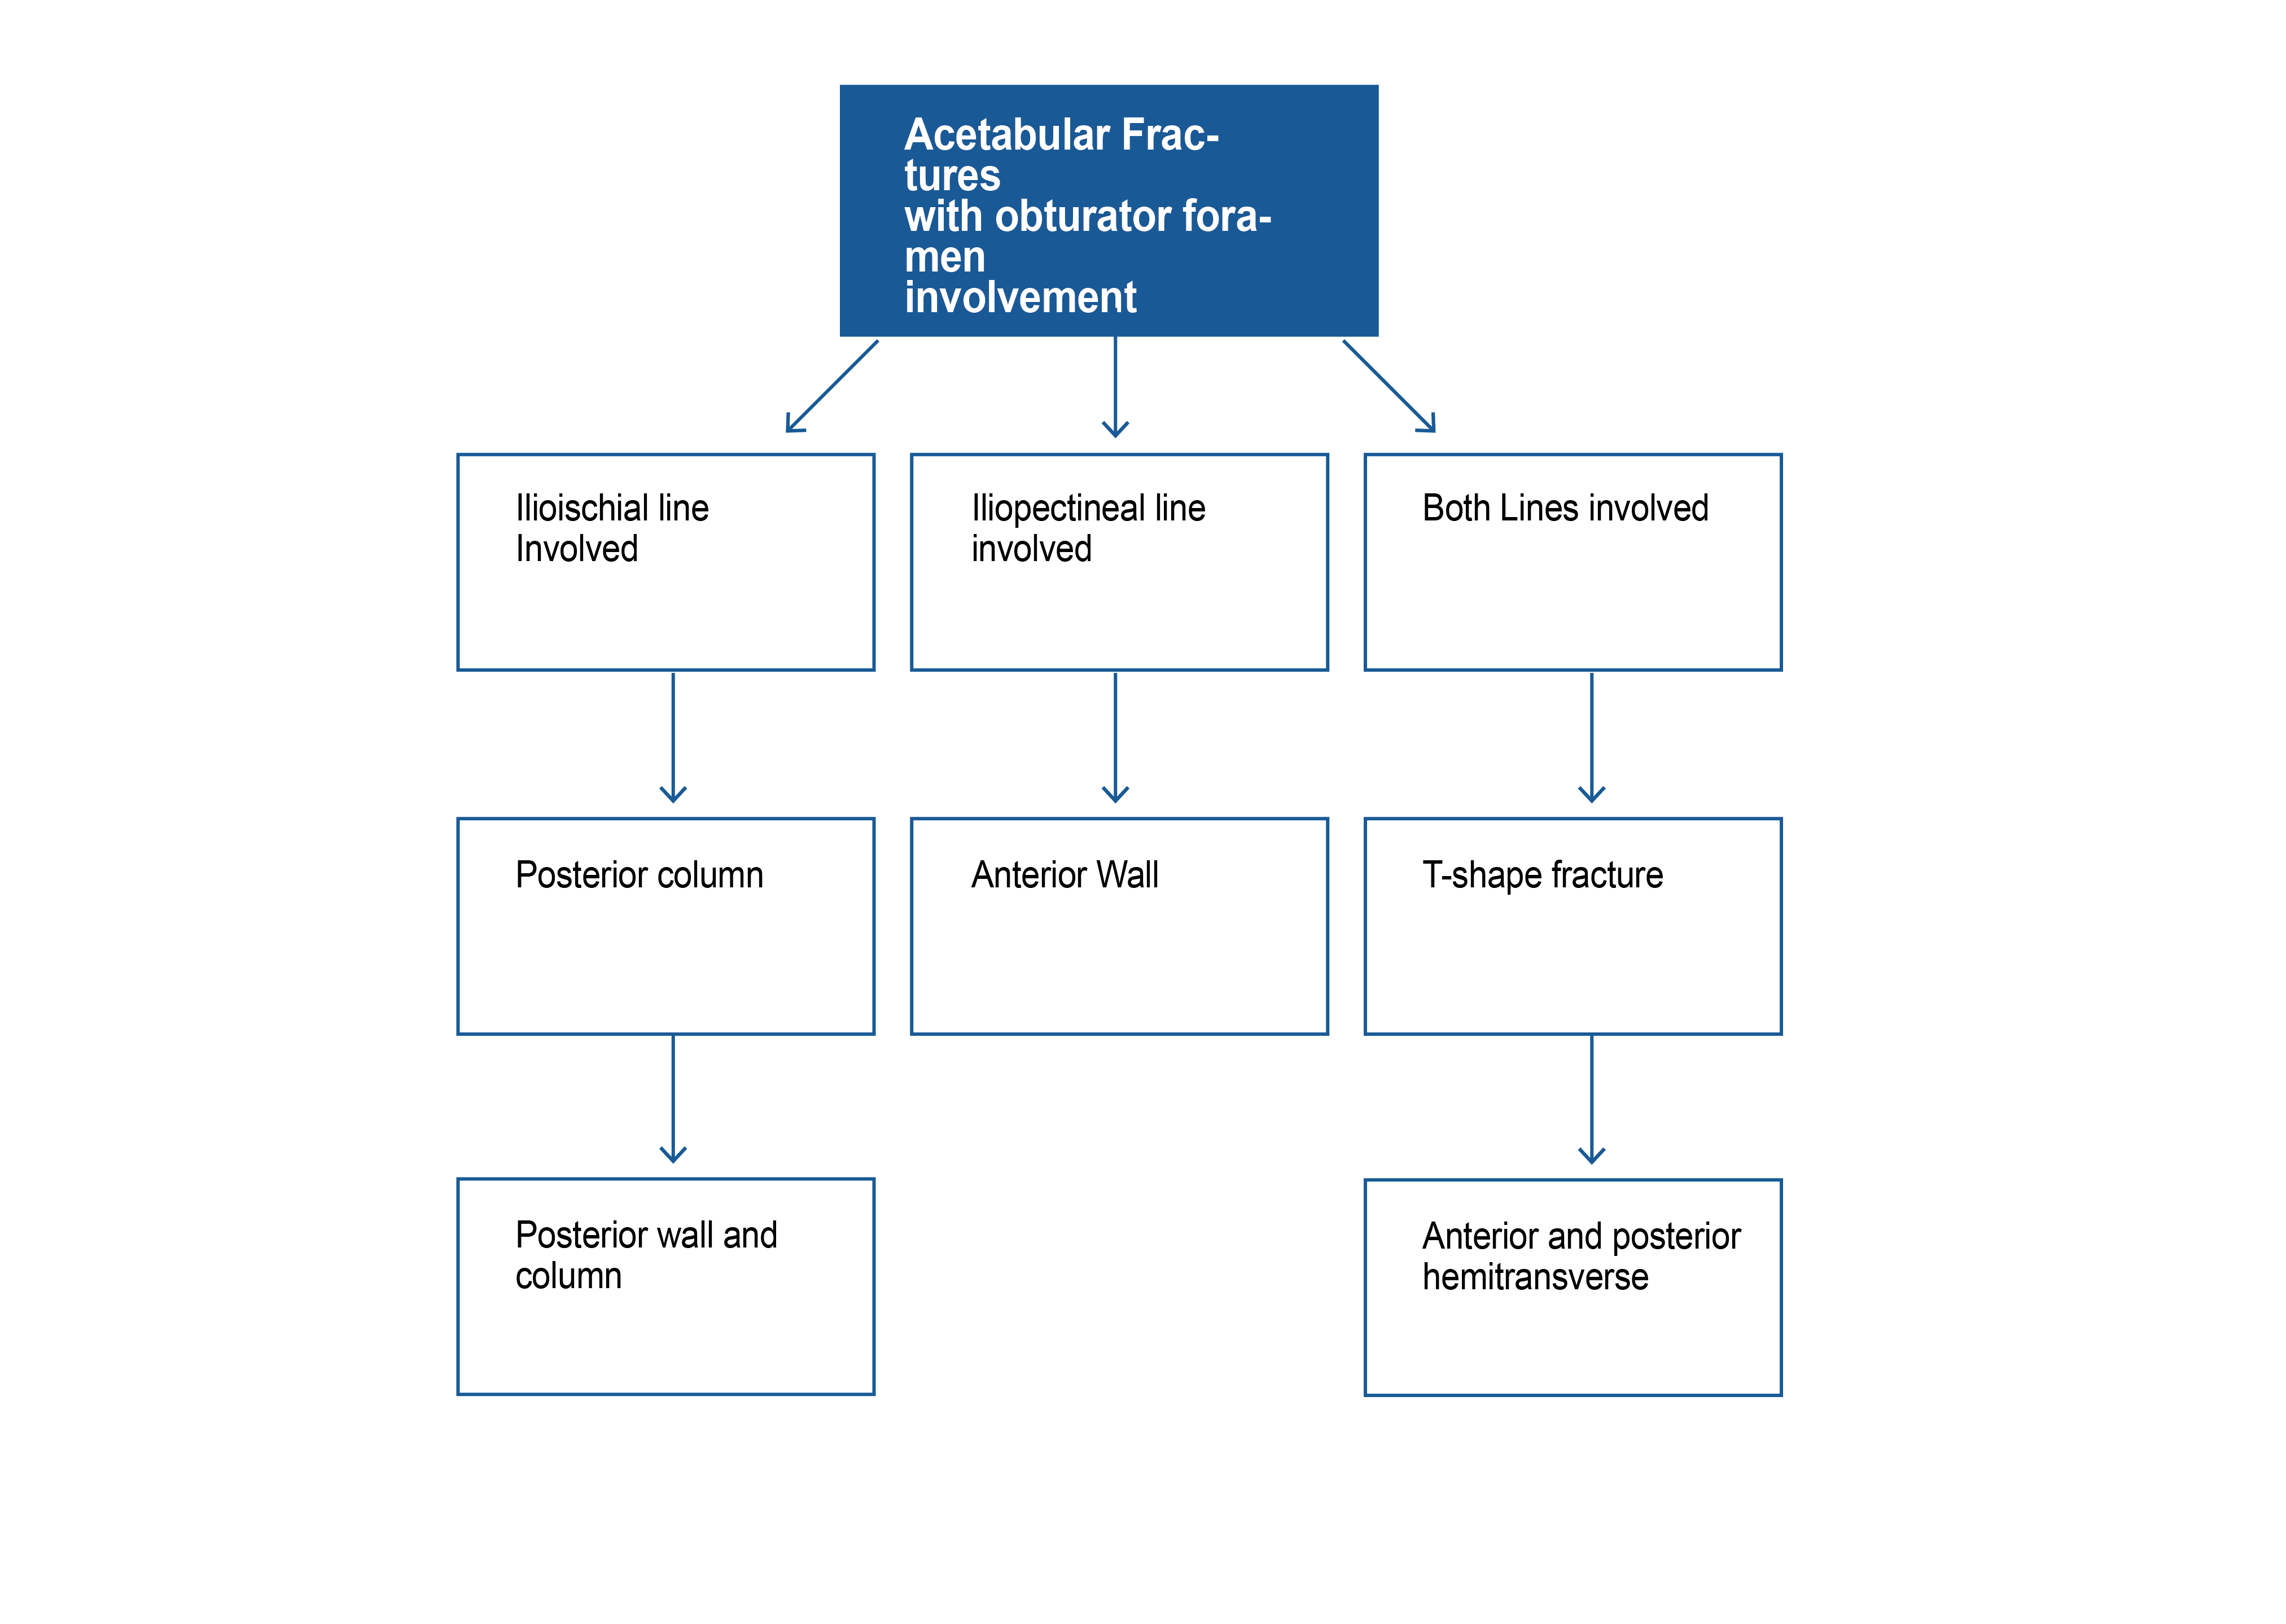 Acetabular Frac-
tures
with obturator fora-
men
involvement
Ilioischial line
Involved
Iliopectineal line
involved
Both Lines involved
Posterior column
Anterior Wall
T-shape fracture
Posterior wall and
column
Anterior and posterior
hemitransverse